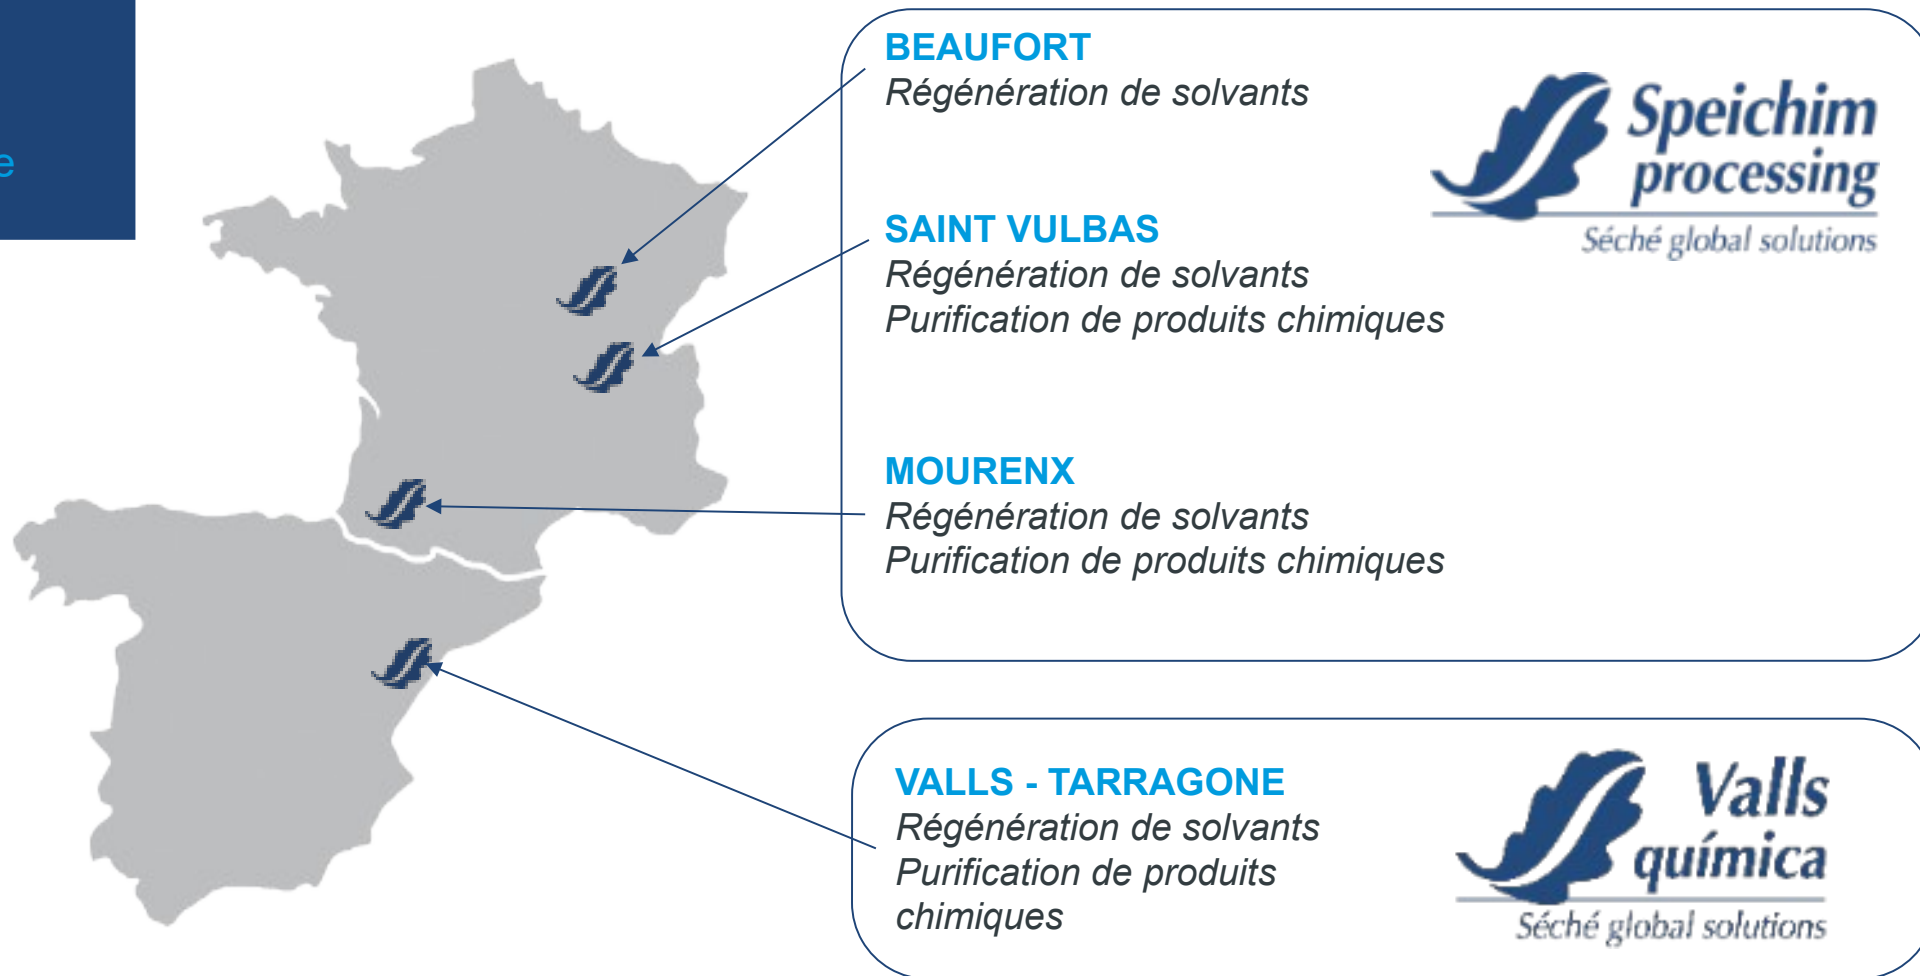 e
BEAUFORT
Régénération de solvants
SAINT VULBAS
Régénération de solvants
Purification de produits chimiques
MOURENX
Régénération de solvants
Purification de produits chimiques
Speichim
processing
Séché global solutions
VALLS - TARRAGONE
Régénération de solvants
Purification de produits
chimiques
Valls
química
Séché global solutions